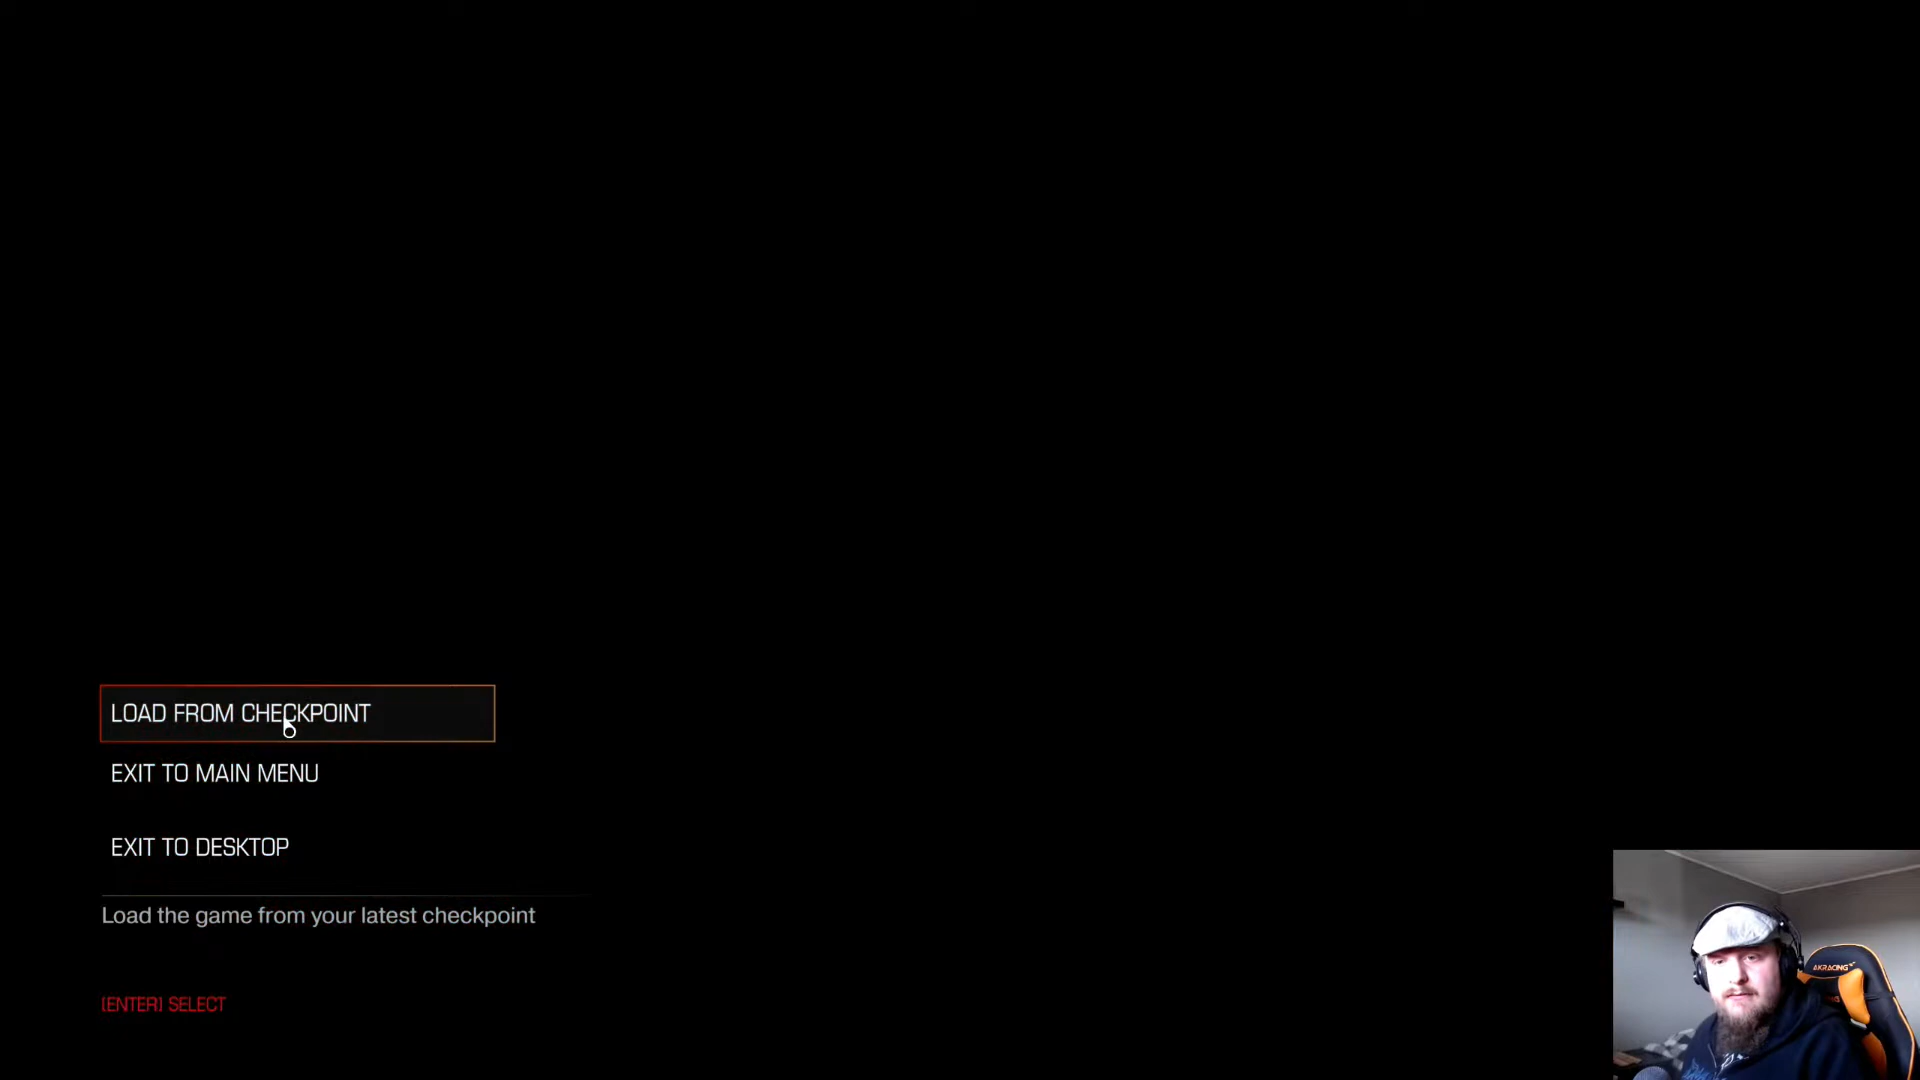 LOAD FROM CHECKPOINT
EXIT TO MAIN MENU
EXIT TO DESKTOP
Load the game from your latest checkpoint
[ENTER] SELECT
AKRACING